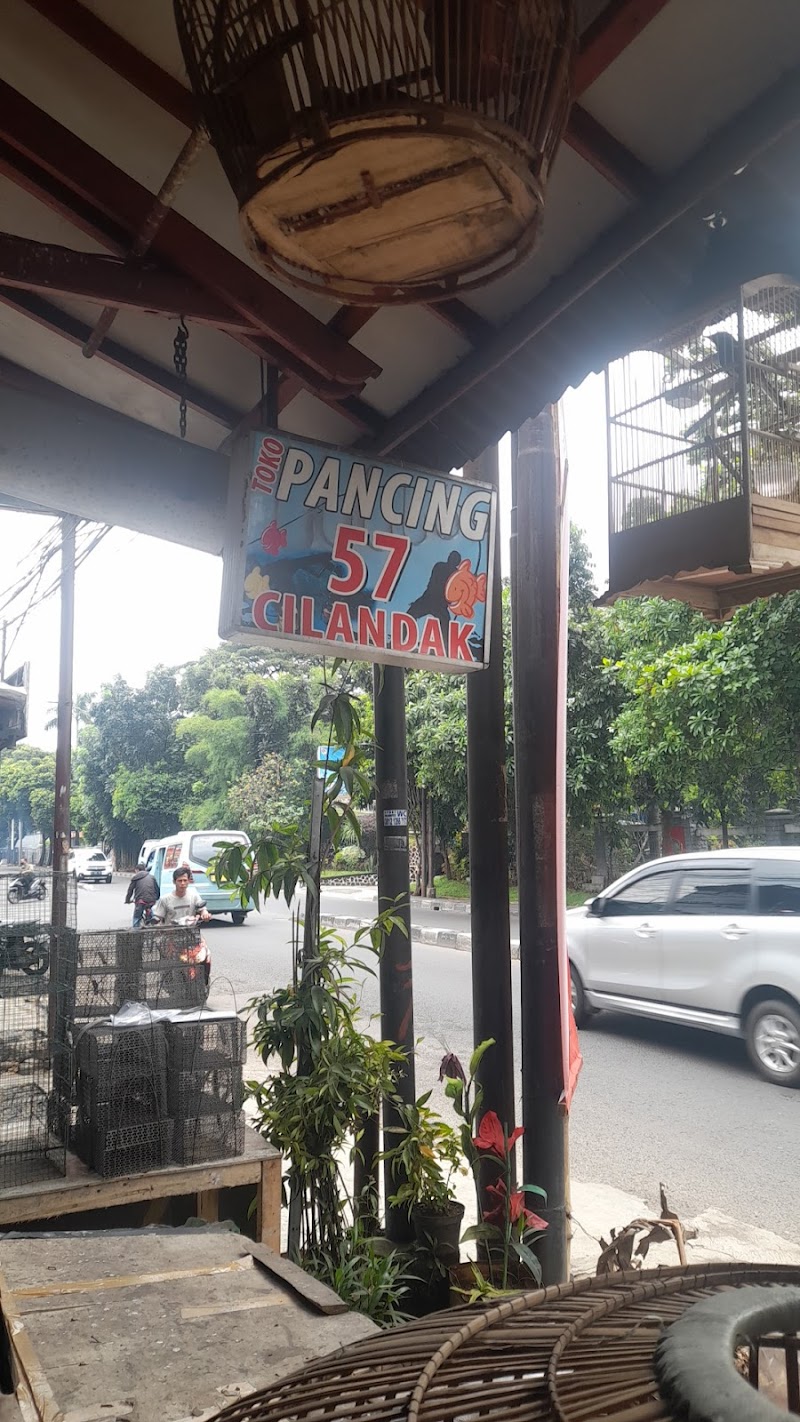 TOKO
PANCING
57
CILANDAK